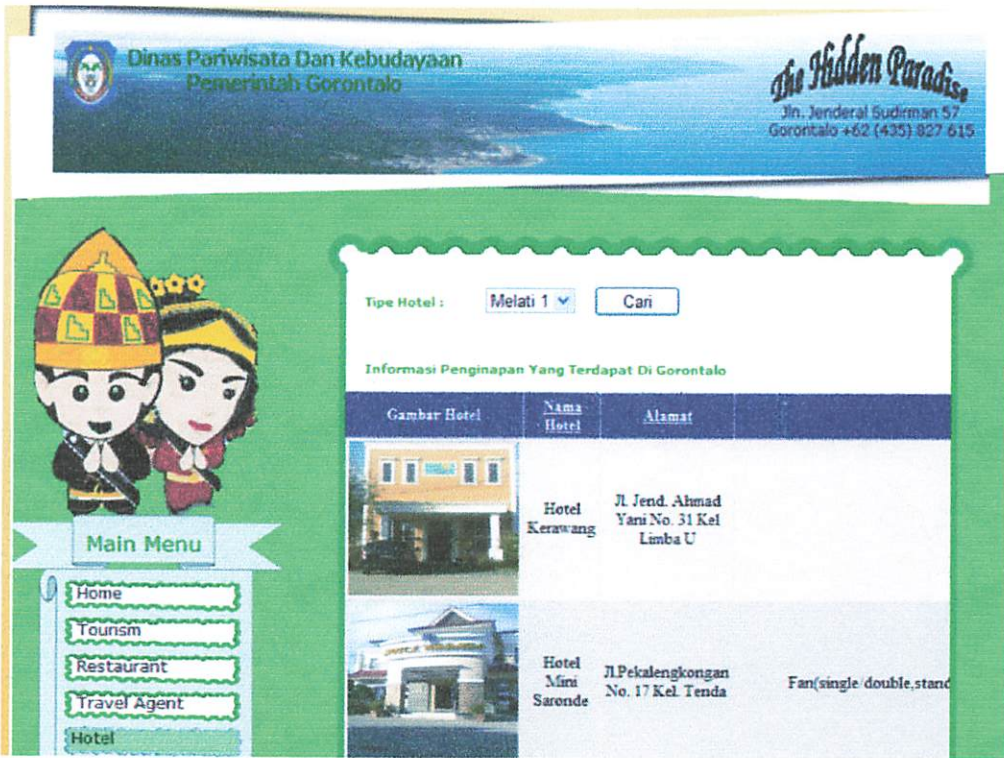 Dinas Pariwisata Dan Kebudayaan
Pemerintah Gorontalo
The Hidden Paradise
Jln. Jenderal Sudirman 57
Gorontalo +62 (435) 827 615
Tipe Hotel :
Melati 1
Cari
Informasi Penginapan Yang Terdapat Di Gorontalo
Gambar Hotel
Nama
Hotel
Alamat
Hotel
Kerawang
Jl. Jend. Ahmad
Yani No. 31 Kel
Limba U
Hotel
Mini
Saronde
Jl.Pekalengkongan
No. 17 Kel. Tenda
Fan(single/double,stand
Main Menu
Home
Tourism
Restaurant
Travel Agent
Hotel